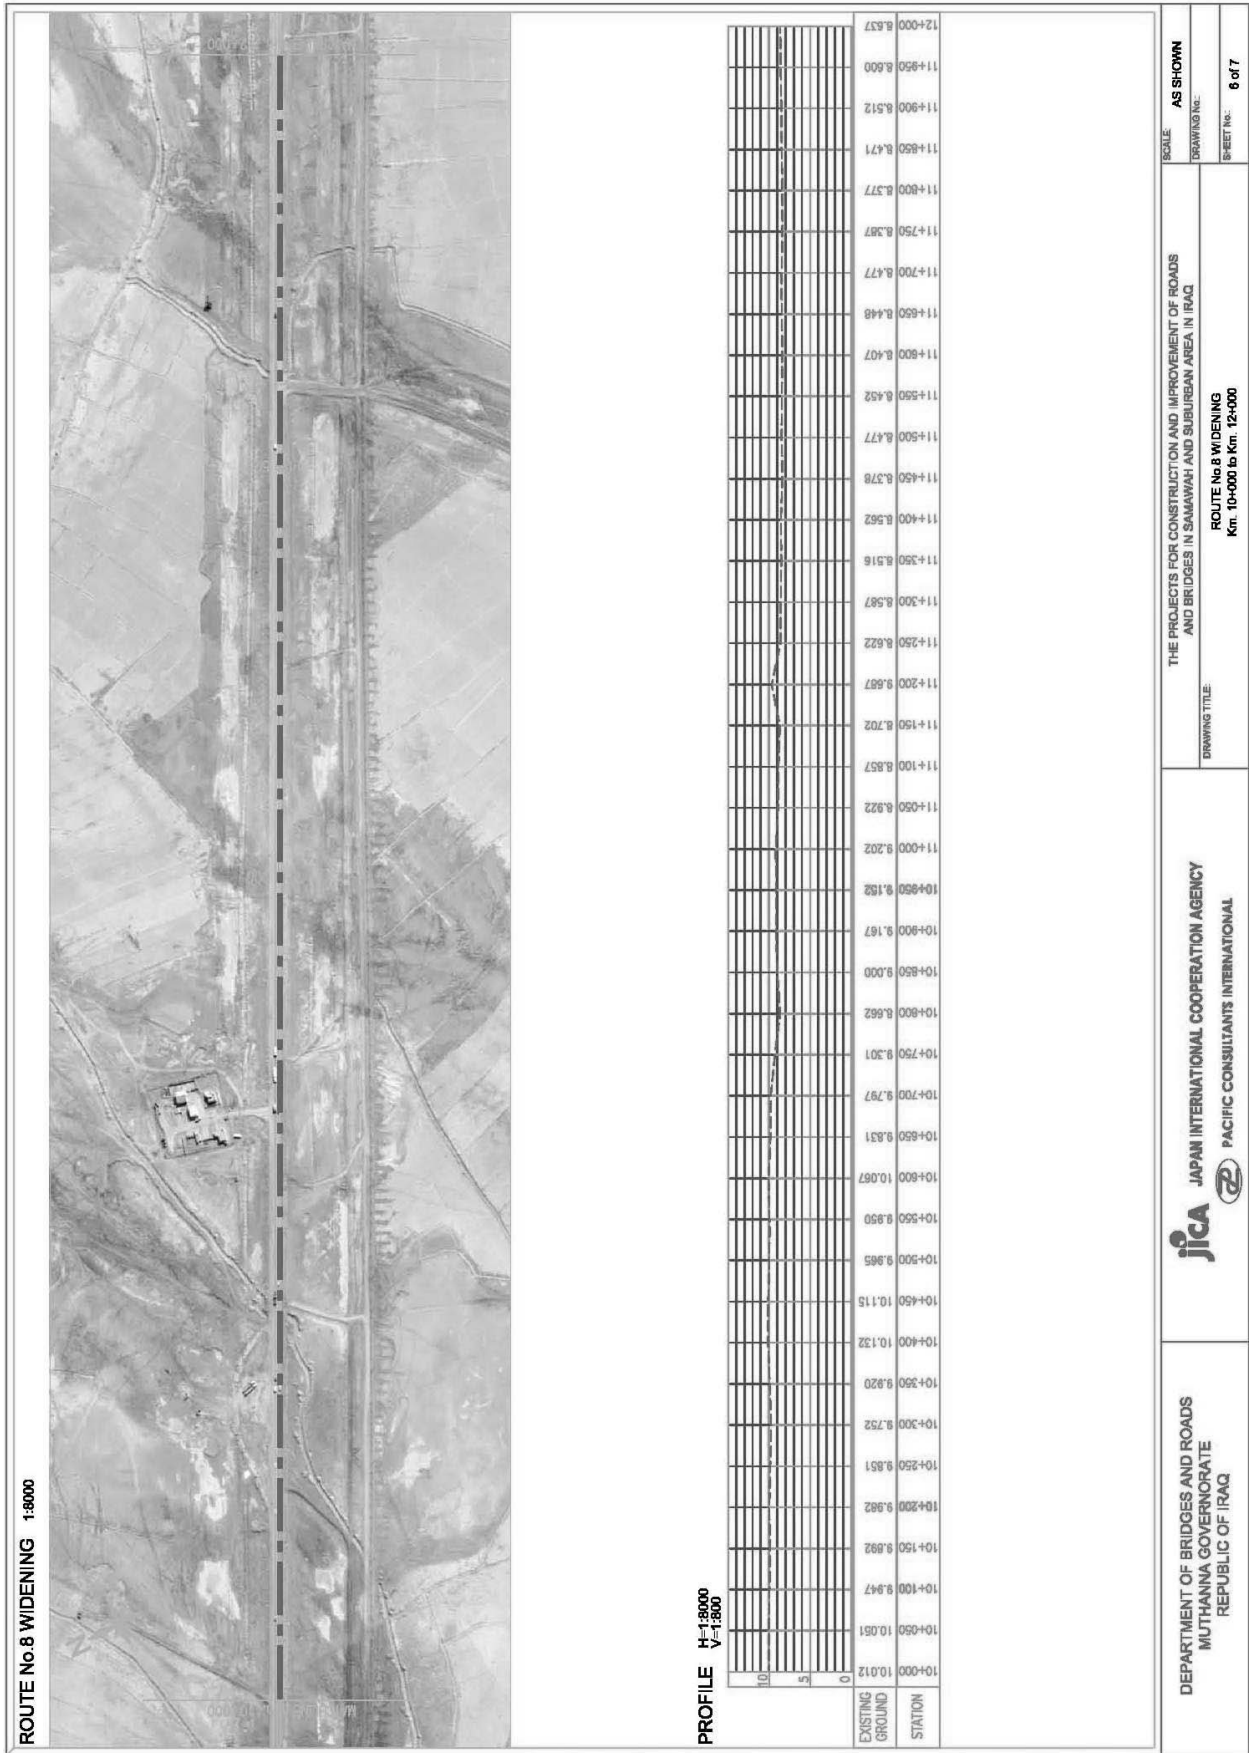 ROUTE No.8 WIDENING 1:8000
PROFILE H=1:8000
V=1:800
10
5
0
EXISTING GROUND 10.012 10.051 9.947 9.892 9.982 9.851 9.752 9.920 10.132 10.115 9.965 9.950 10.067 9.831 9.797 9.301 8.662 9.000 9.167 9.152 9.202 8.922 8.857 8.702 9.687 8.622 8.587 8.516 8.562 8.378 8.477 8.452 8.407 8.448 8.477 8.387 8.377 8.471 8.512 8.600 8.637
STATION 10+000 10+050 10+100 10+150 10+200 10+250 10+300 10+350 10+400 10+450 10+500 10+550 10+600 10+650 10+700 10+750 10+800 10+850 10+900 10+950 11+000 11+050 11+100 11+150 11+200 11+250 11+300 11+350 11+400 11+450 11+500 11+550 11+600 11+650 11+700 11+750 11+800 11+850 11+900 11+950 12+000
DEPARTMENT OF BRIDGES AND ROADS
MUTHANNA GOVERNORATE
REPUBLIC OF IRAQ
jica JAPAN INTERNATIONAL COOPERATION AGENCY
PACIFIC CONSULTANTS INTERNATIONAL
THE PROJECTS FOR CONSTRUCTION AND IMPROVEMENT OF ROADS
AND BRIDGES IN SAMAWAH AND SUBURBAN AREA IN IRAQ
DRAWING TITLE:
ROUTE No.8 WIDENING
Km. 10+000 to Km. 12+000
SCALE: AS SHOWN
DRAWING No.:
SHEET No.: 6 of 7